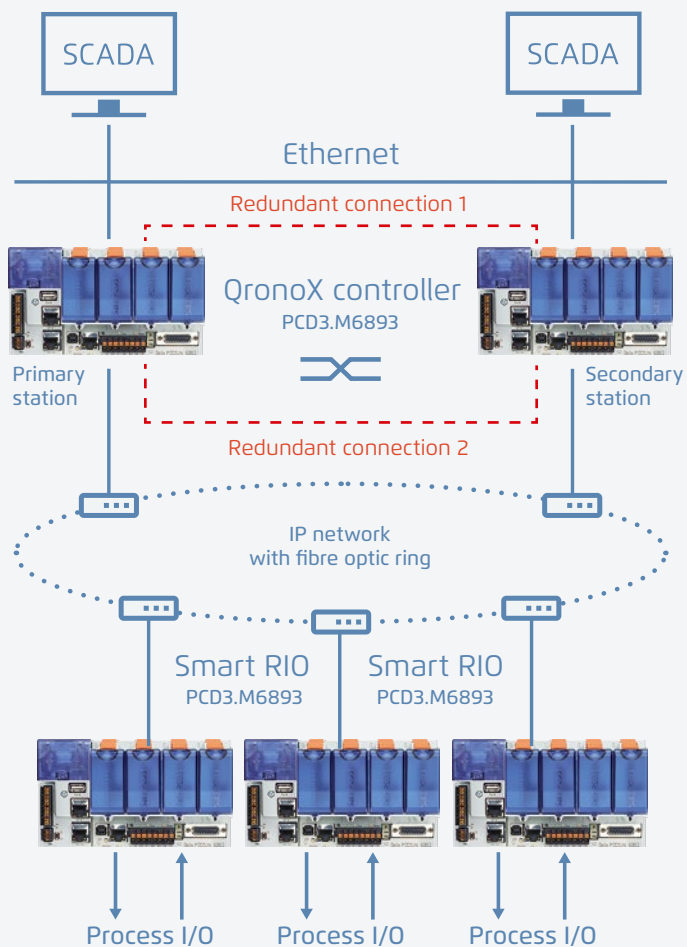 SCADA
SCADA
Ethernet
Redundant connection 1
QronoX controller
PCD3.M6893
Primary
station
Secondary
station
Redundant connection 2
IP network
with fibre optic ring
Smart RIO
PCD3.M6893
Smart RIO
PCD3.M6893
Process I/O
Process I/O
Process I/O